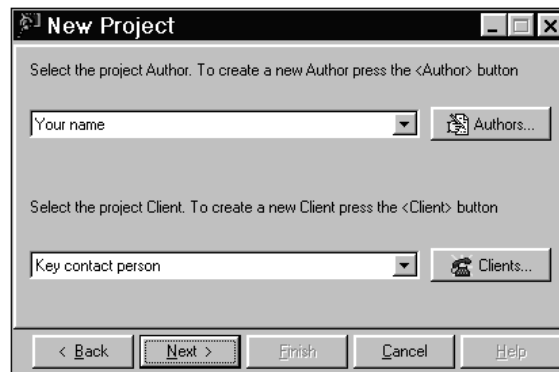 New Project
Select the project Author. To create a new Author press the <Author> button
Your name
Authors...
Select the project Client. To create a new Client press the <Client> button
Key contact person
Clients...
< Back
Next >
Finish
Cancel
Help